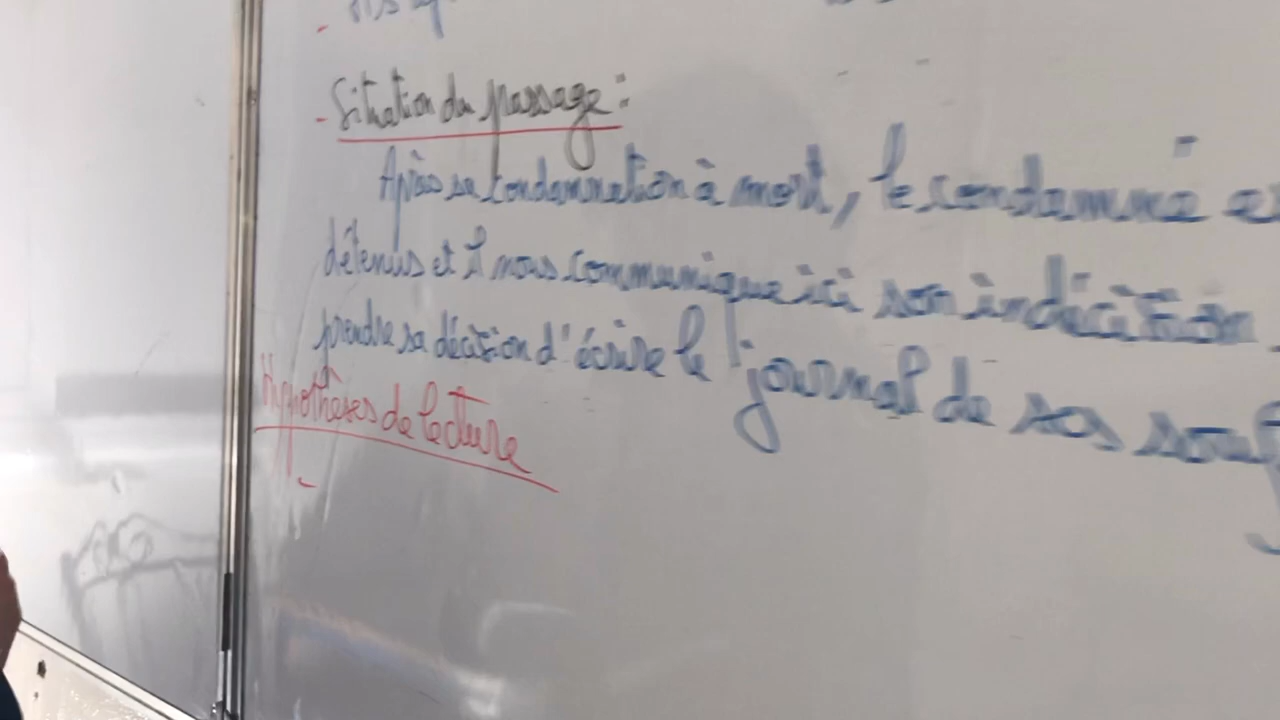 - Situation du passage :
Après sa condamnation à mort, le condamné
détenus et il nous communique ici son indécision
prendre sa décision d'écrire le journal de ses
Hypothèses de lecture
-